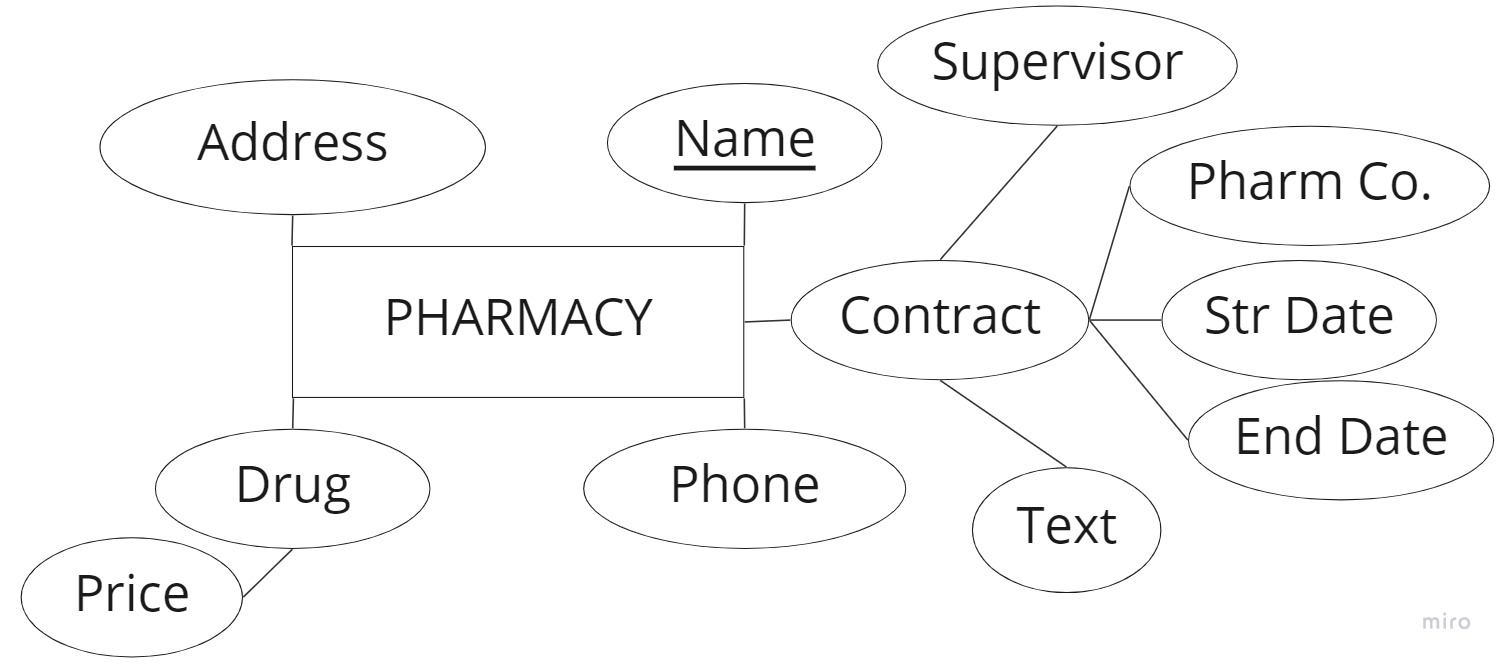 Supervisor
Address
Name
Pharm Co.
PHARMACY
Contract
Str Date
End Date
Drug
Phone
Text
Price
miro